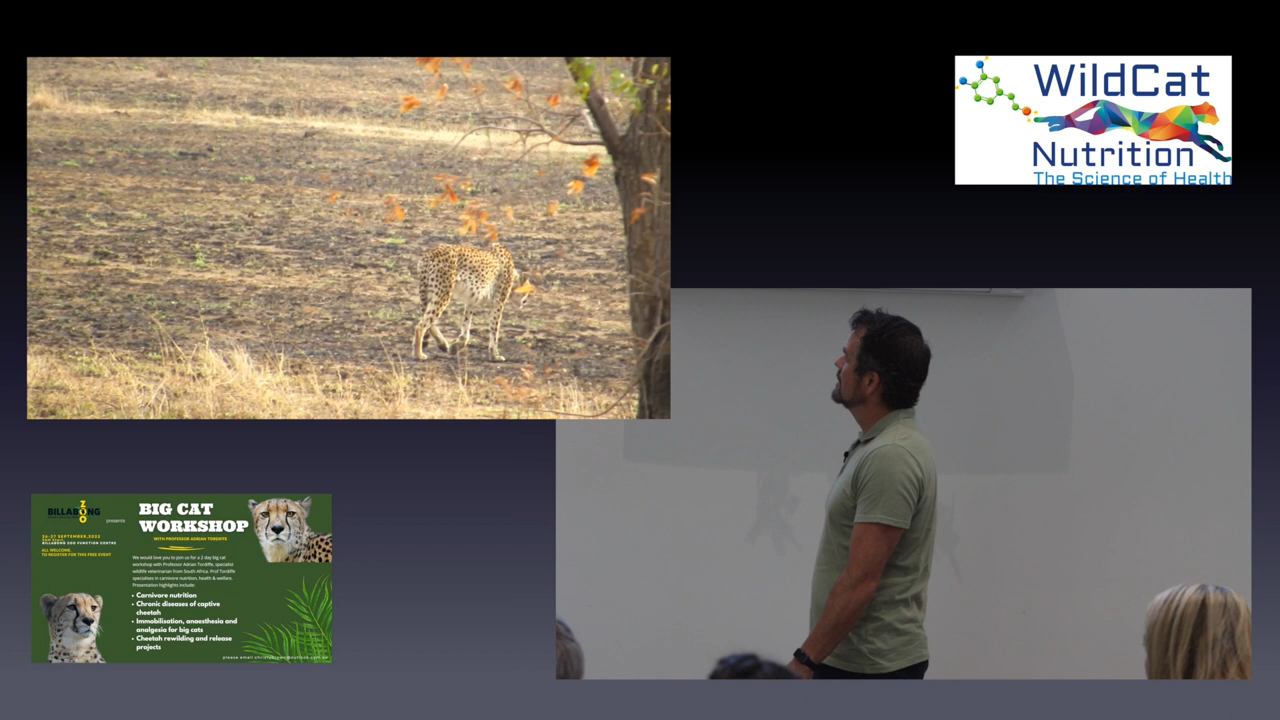 WildCat
Nutrition
The Science of Health
BILLABONG
ZOO
presents
BIG CAT
WORKSHOP
WITH PROFESSOR ADRIAN TORDIFFE
26-27 SEPTEMBER,2022
BILLABONG ZOO FUNCTION CENTRE
ALL WELCOME.
TO REGISTER FOR THIS FREE EVENT
We would love you to join us for a 2 day big cat
workshop with Professor Adrian Tordiffe, specialist
wildlife veterinarian from South Africa. Prof Tordiffe
specialises in carnivore nutrition, health & welfare.
Presentation highlights include:
• Carnivore nutrition
• Chronic diseases of captive
cheetah
• Immobilisation, anaesthesia and
analgesia for big cats
• Cheetah rewilding and release
projects
please email